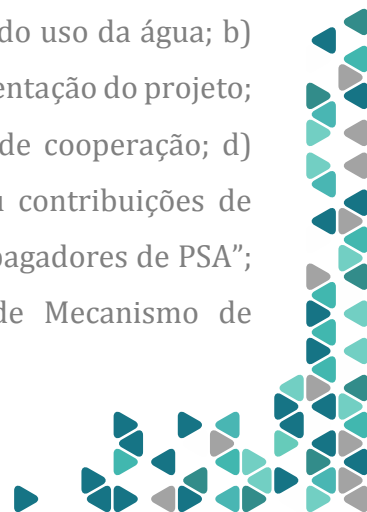 do uso da água; b)
entação do projeto;
de cooperação; d)
contribuições de
pagadores de PSA”;
de Mecanismo de